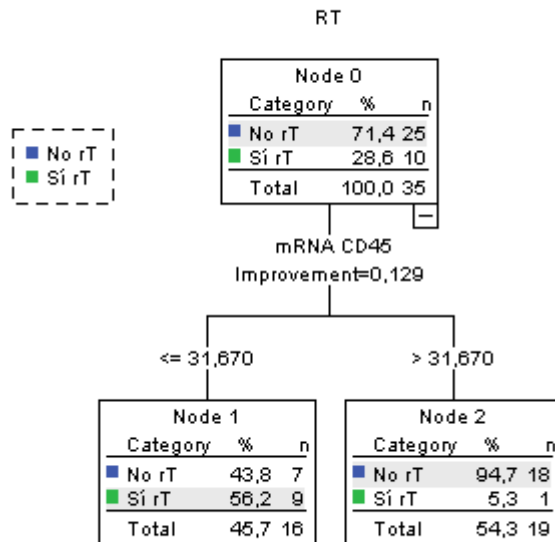 RT
No rT
Sí rT
Node 0
Category % n
No rT 71,4 25
Sí rT 28,6 10
Total 100,0 35
mRNA CD45
Improvement=0,129
<= 31,670
> 31,670
Node 1
Category % n
No rT 43,8 7
Sí rT 56,2 9
Total 45,7 16
Node 2
Category % n
No rT 94,7 18
Sí rT 5,3 1
Total 54,3 19